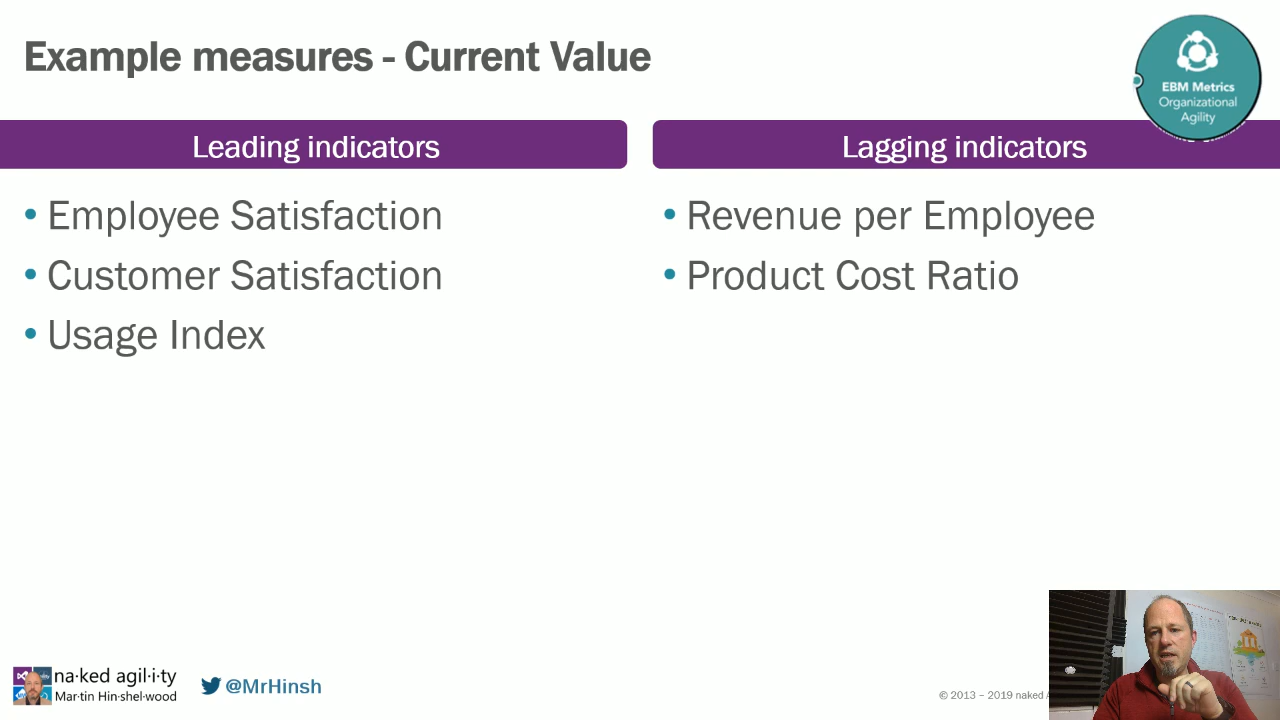 Example measures - Current Value
EBM Metrics
Organizational
Agility
Leading indicators
Lagging indicators
• Employee Satisfaction
• Customer Satisfaction
• Usage Index
• Revenue per Employee
• Product Cost Ratio
na·ked agil·i·ty
Mar·tin Hin·shel·wood
@MrHinsh
© 2013 – 2019 naked